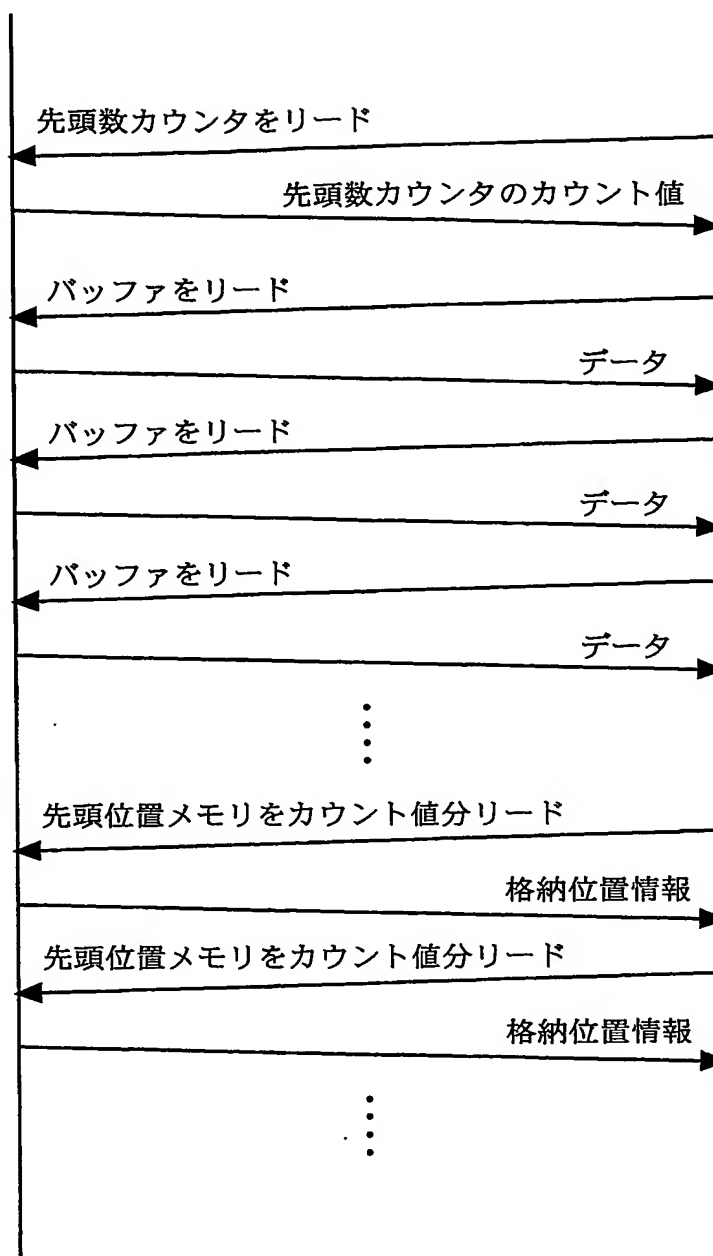 先頭数カウンタをリード
先頭数カウンタのカウント値
バッファをリード
データ
バッファをリード
データ
バッファをリード
データ
先頭位置メモリをカウント値分リード
格納位置情報
先頭位置メモリをカウント値分リード
格納位置情報